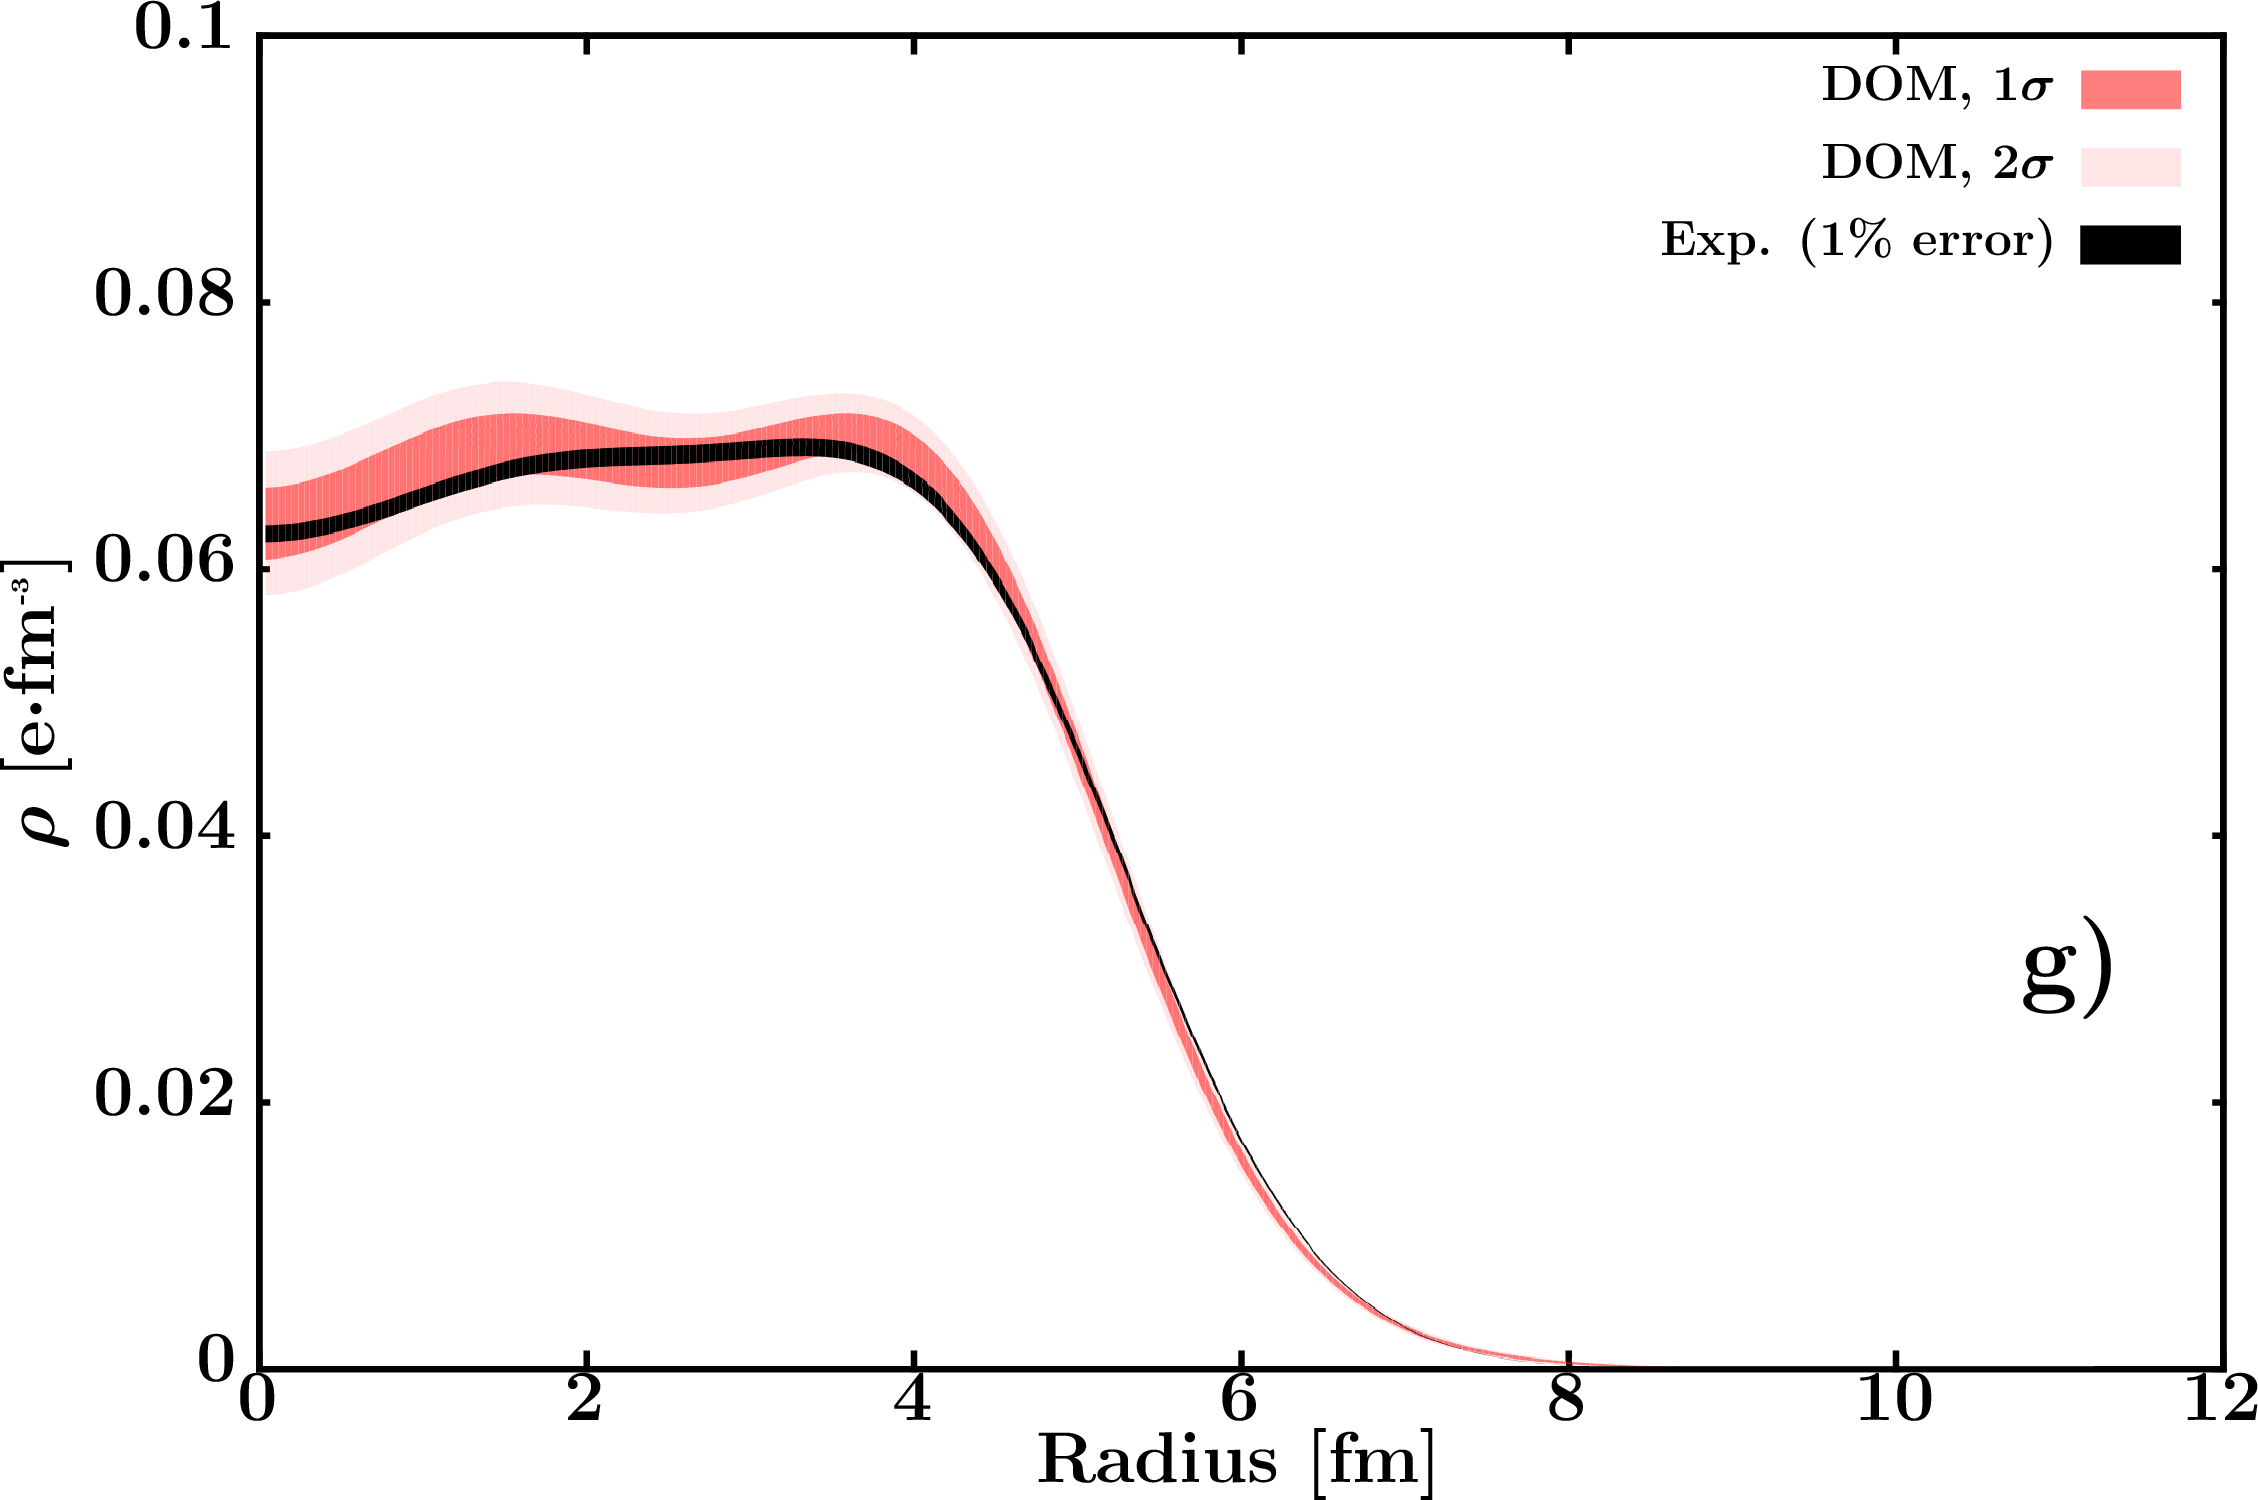 0.1
DOM, 1σ
DOM, 2σ
Exp. (1% error)
0.08
0.06
0.04
0.02
0
ρ [e·fm⁻³]
g)
0 2 4 6 8 10 12
Radius [fm]